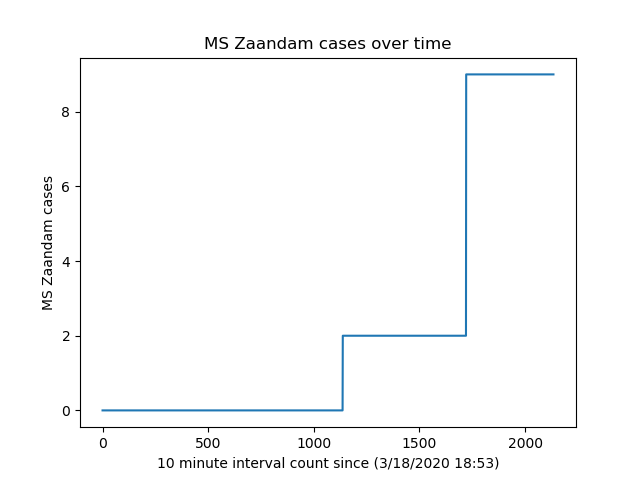 MS Zaandam cases over time
MS Zaandam cases
8
6
4
2
0
0 500 1000 1500 2000
10 minute interval count since (3/18/2020 18:53)